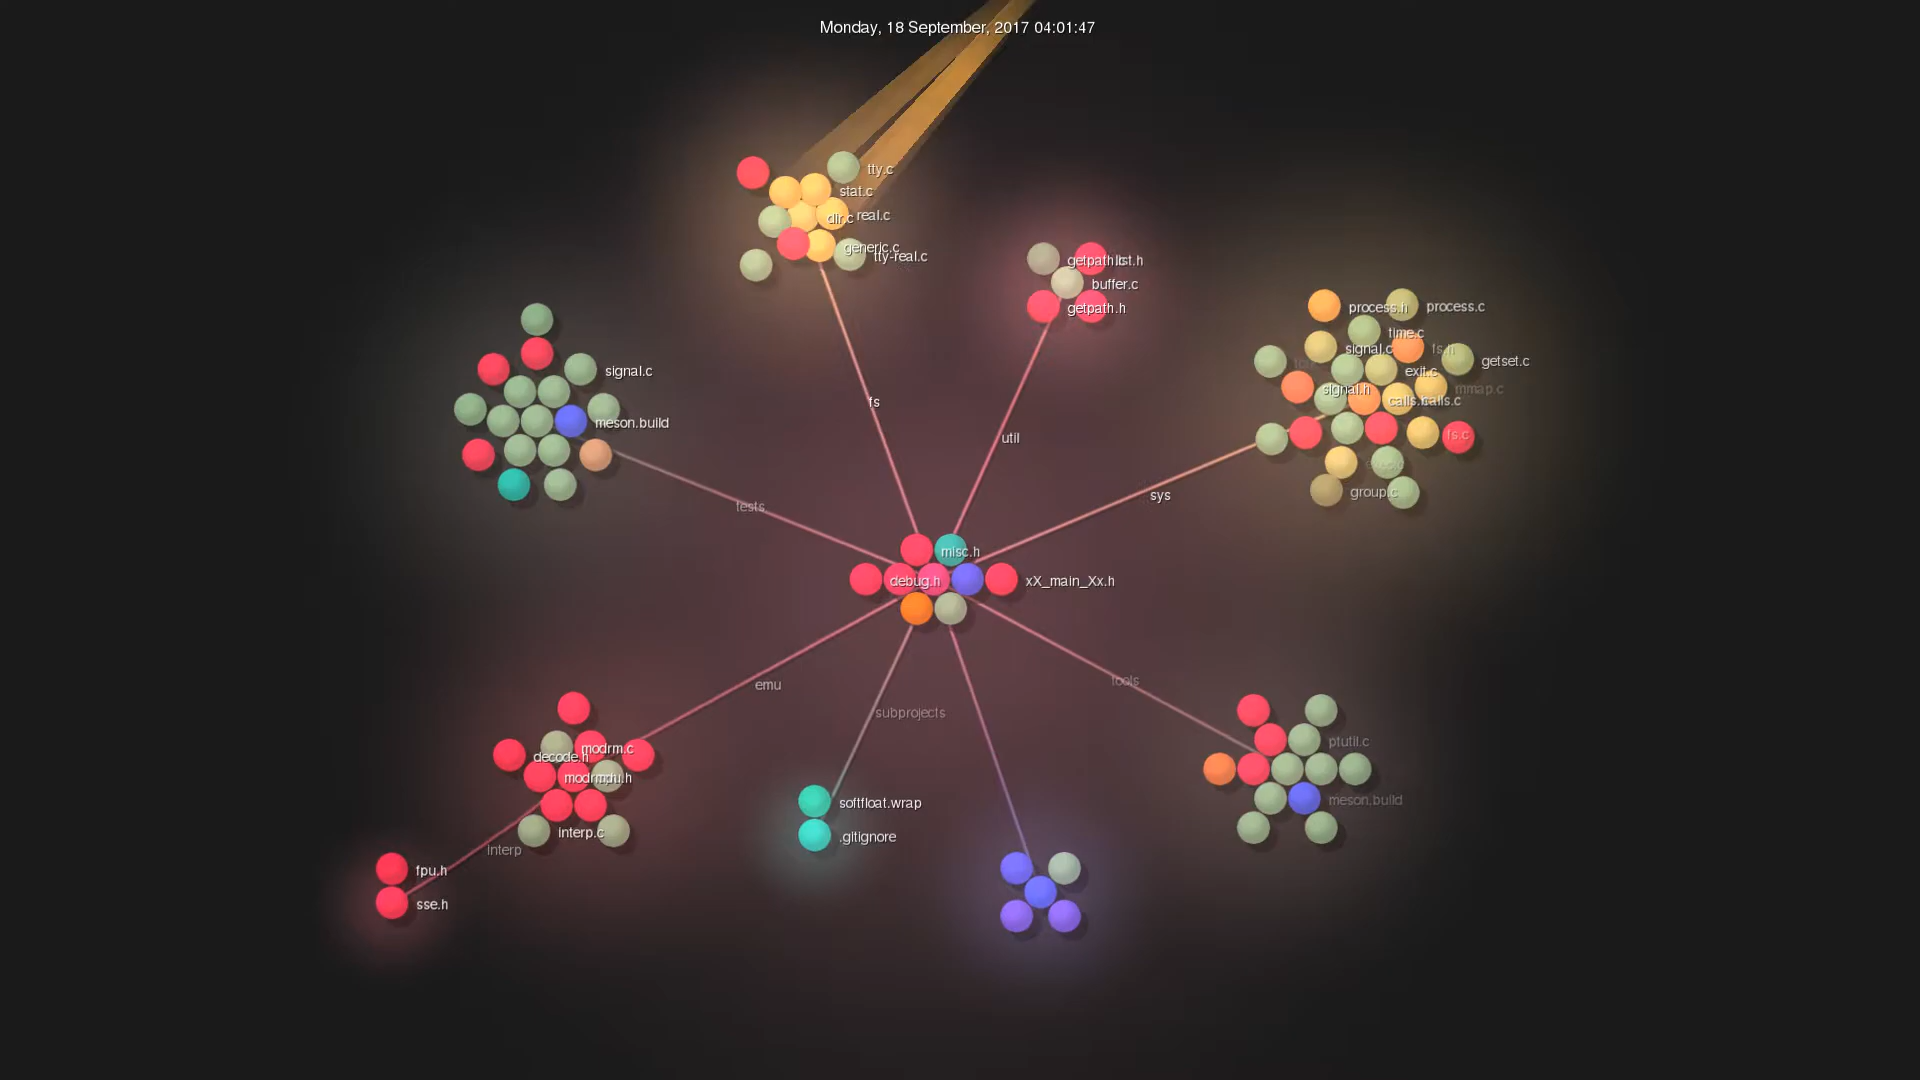 Monday, 18 September, 2017 04:01:47
tty.c
stat.c
dir.c
real.c
generic.c
tty-real.c
getpath.c
list.h
buffer.c
getpath.h
process.h
process.c
time.c
signal.c
fs.h
getset.c
exit.c
mmap.c
signal.h
calls.h
calls.c
fs.c
group.c
signal.c
meson.build
fs
util
sys
tests
misc.h
debug.h
xX_main_Xx.h
emu
tools
subprojects
ptutil.c
meson.build
modrm.c
decode.h
cpu.h
interp.c
interp
softfloat.wrap
.gitignore
fpu.h
sse.h